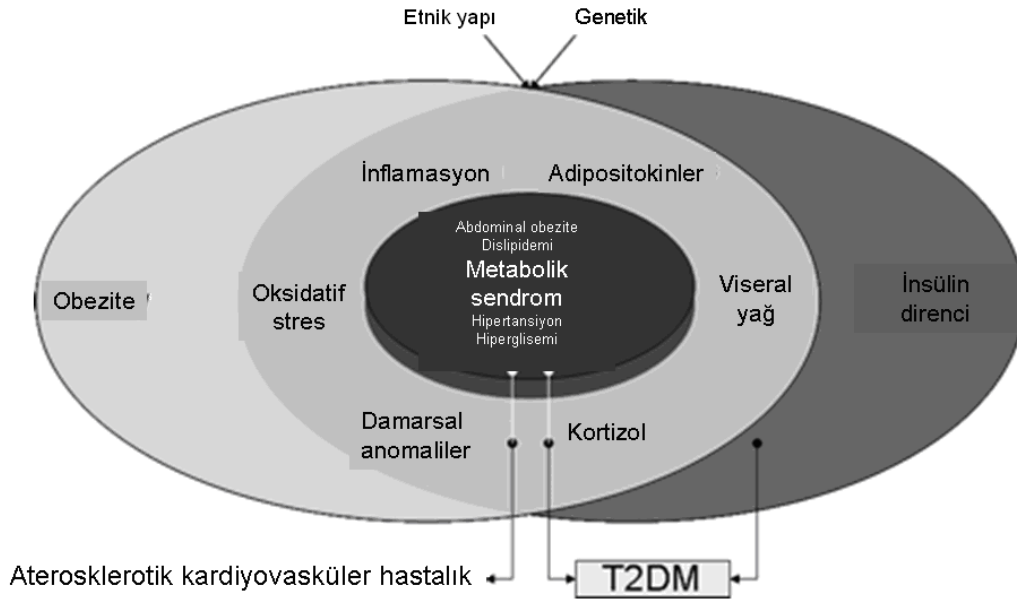 Etnik yapı
Genetik
İnflamasyon
Adipositokinler
Abdominal obezite
Dislipidemi
Metabolik
sendrom
Hipertansiyon
Hiperglisemi
Obezite
Oksidatif
stres
Viseral
yağ
İnsülin
direnci
Damarsal
anomaliler
Kortizol
Aterosklerotik kardiyovasküler hastalık
T2DM